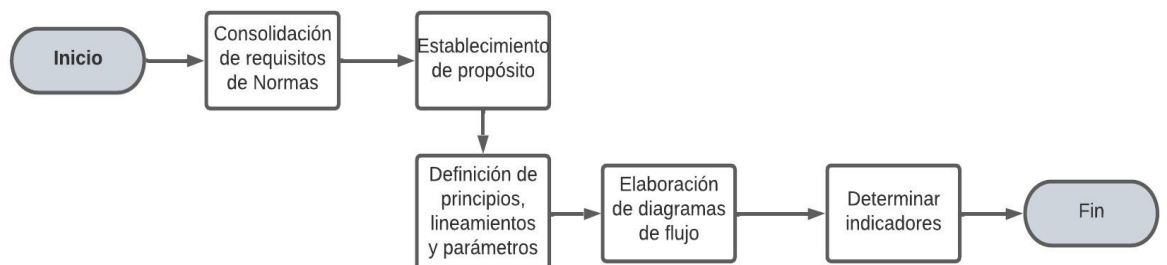 Inicio
Consolidación
de requisitos
de Normas
Establecimiento
de propósito
Definición de
principios,
lineamientos
y parámetros
Elaboración
de diagramas
de flujo
Determinar
indicadores
Fin